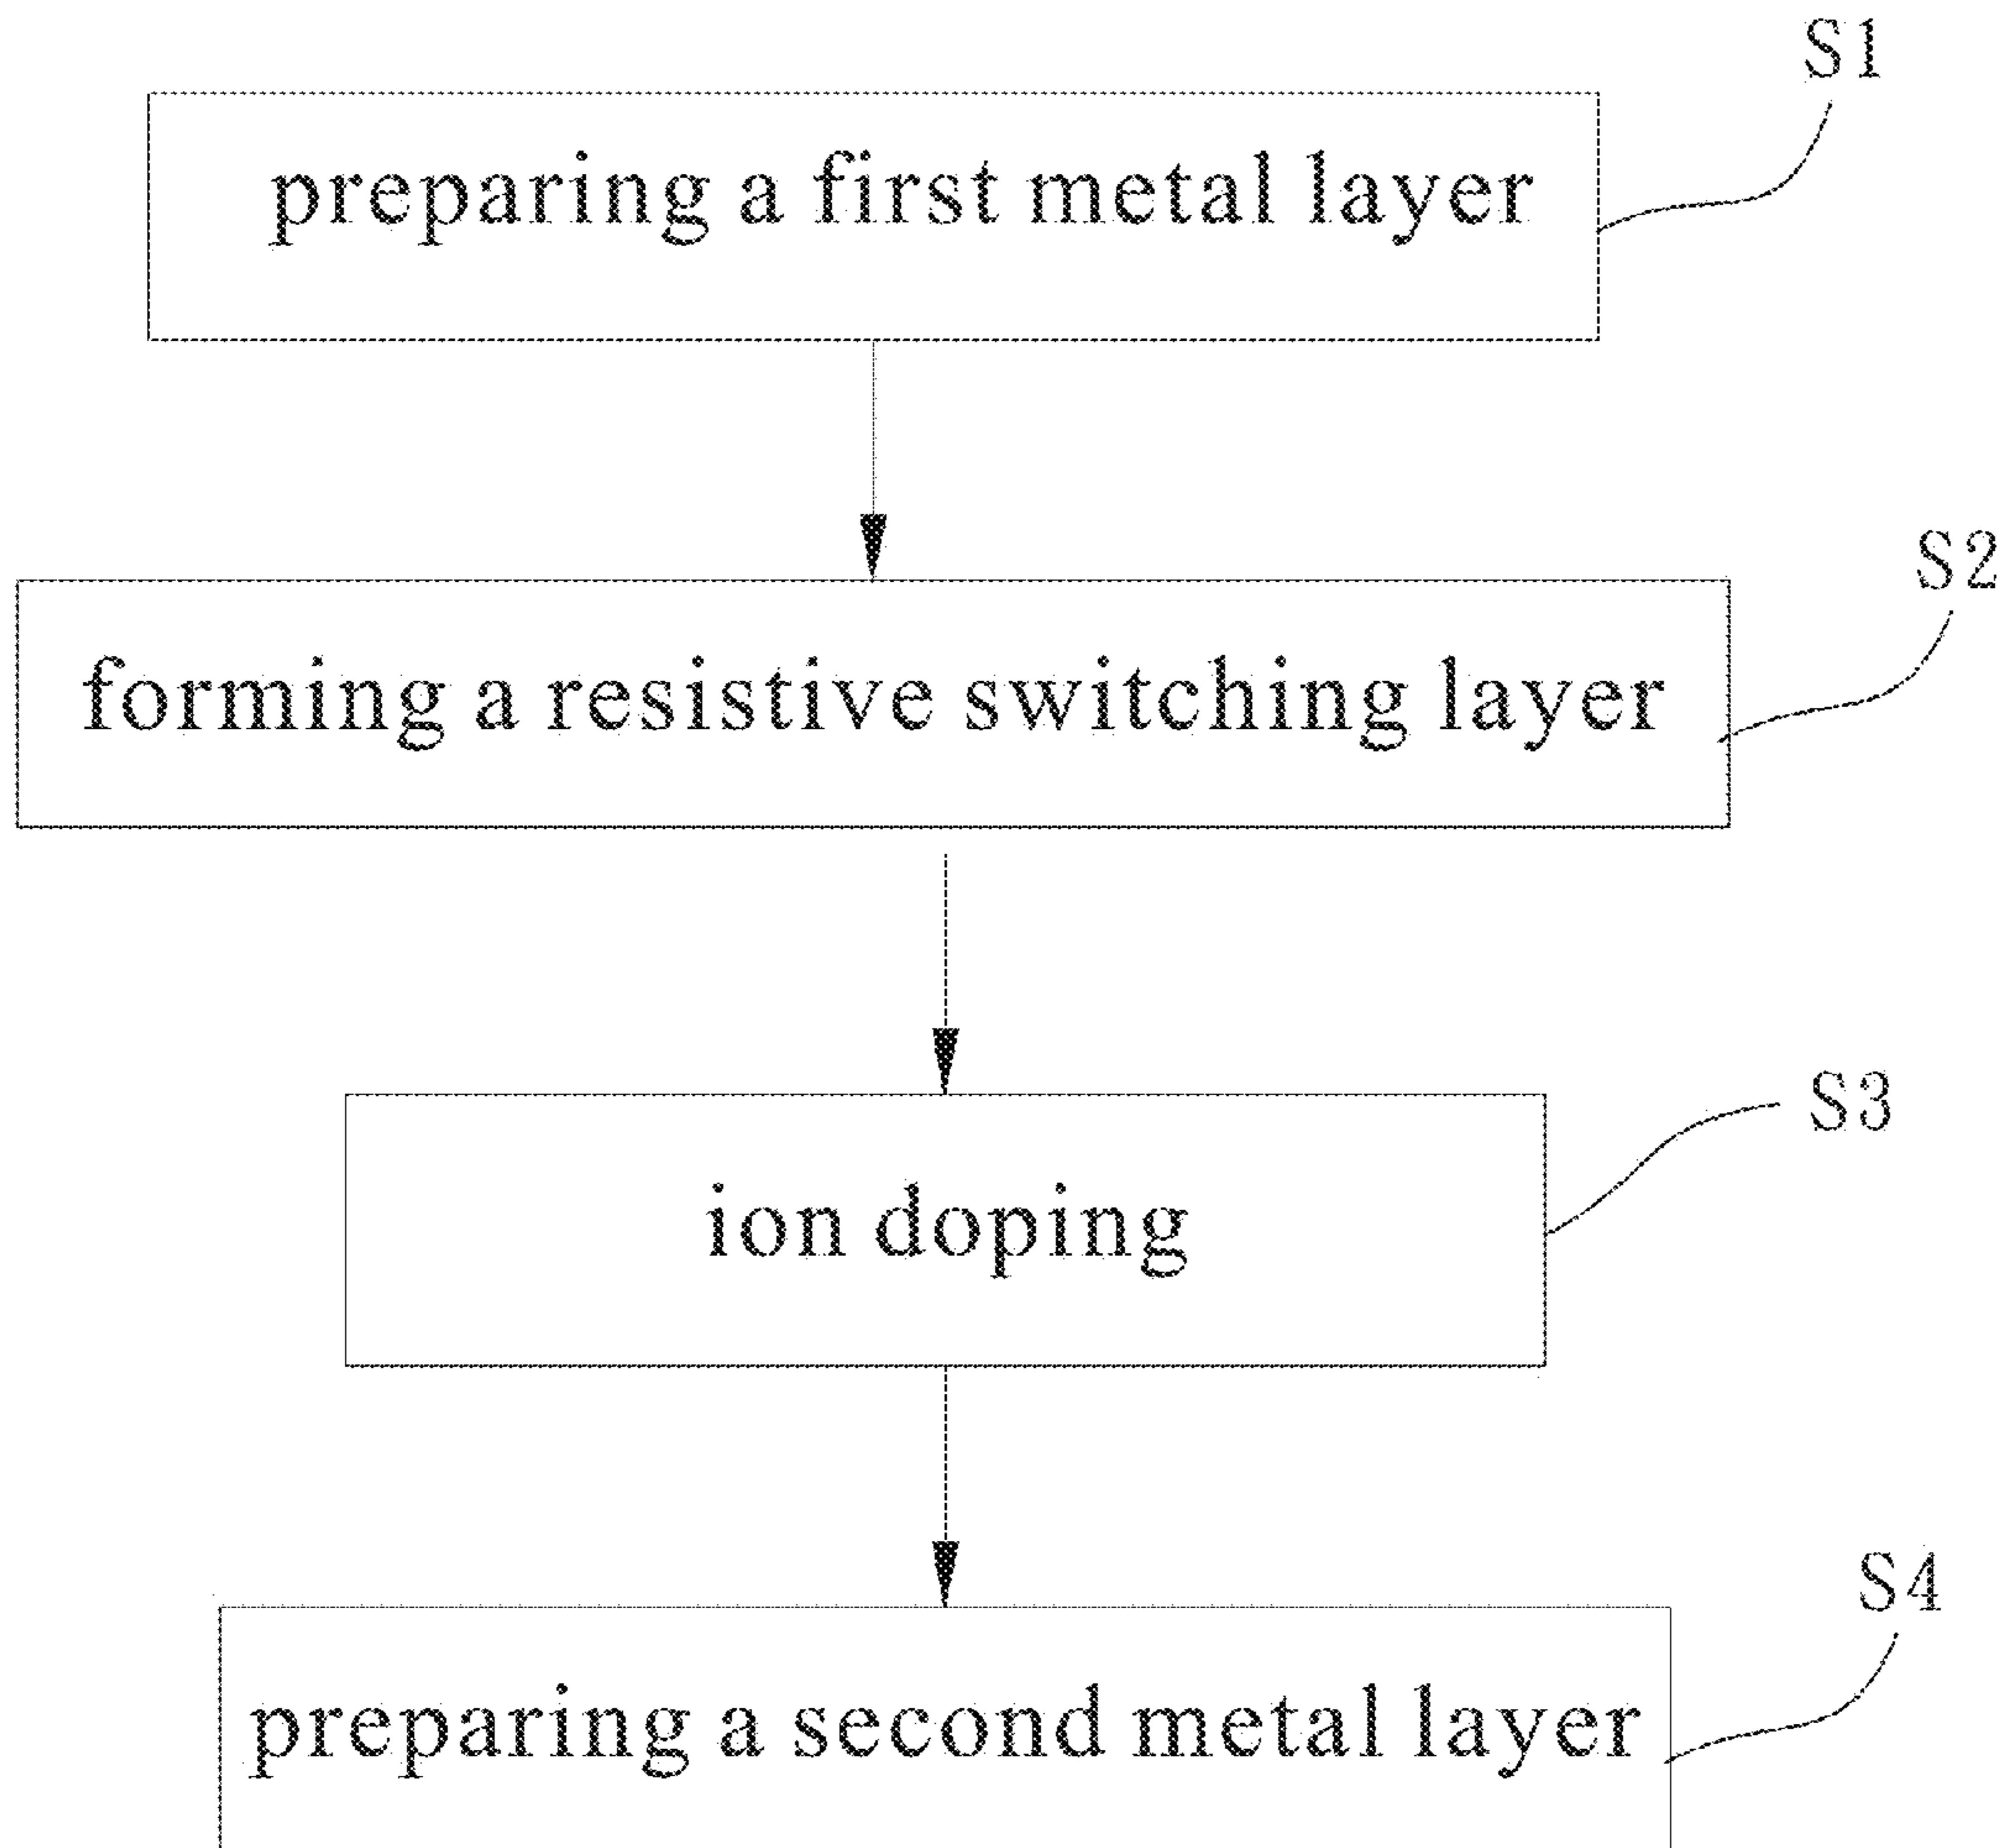 S1
preparing a first metal layer
S2
forming a resistive switching layer
S3
ion doping
S4
preparing a second metal layer